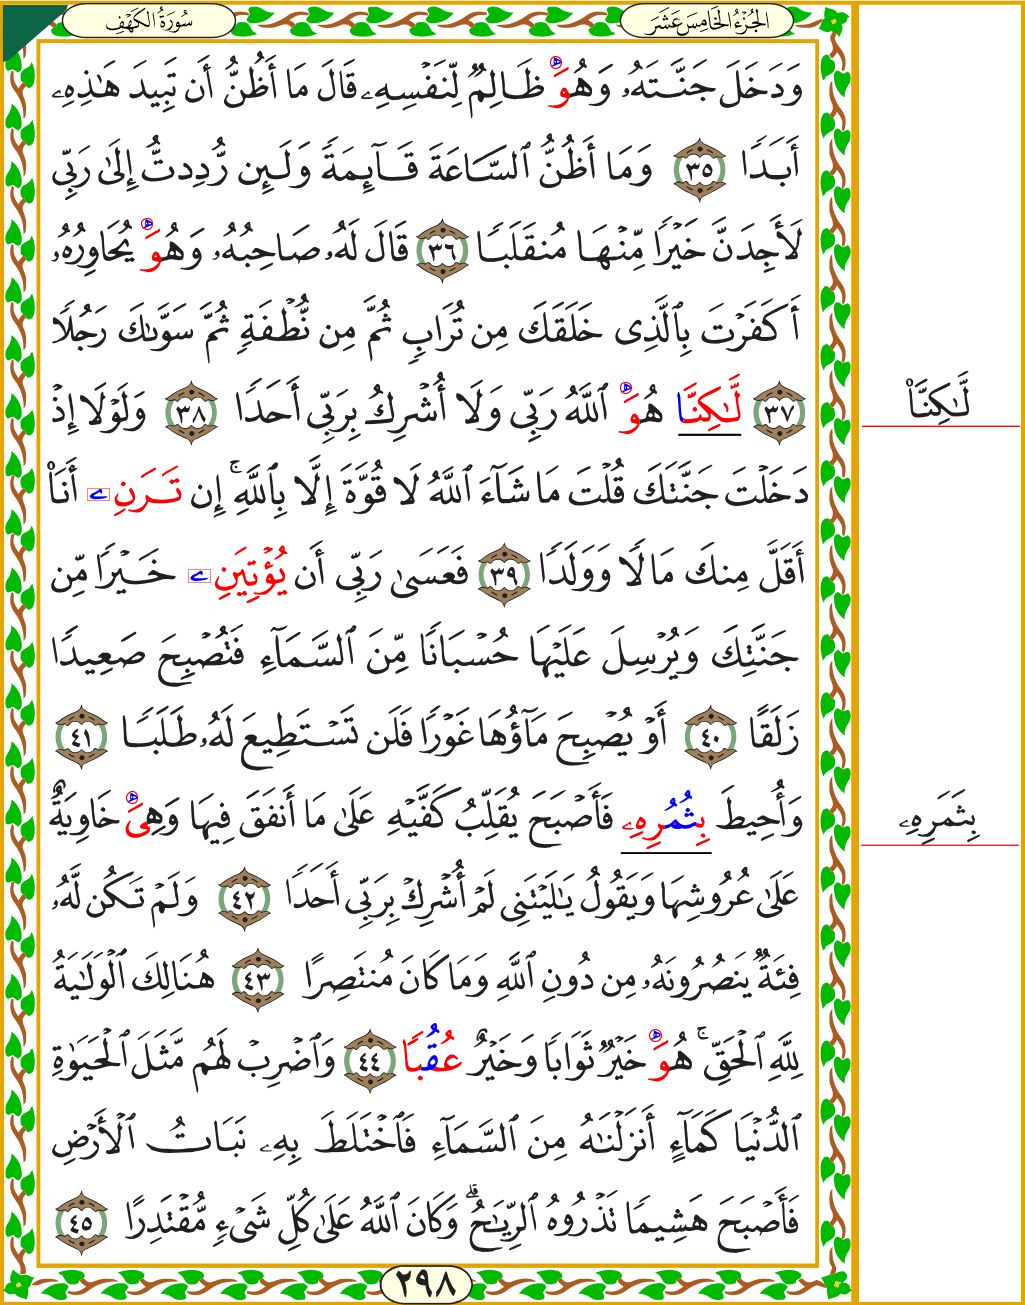 الجُزْءُ الخَامِسَ عَشَرَ
سُورَةُ الكَهْفِ
وَدَخَلَ جَنَّتَهُۥ وَهُوَ ظَالِمٌ لِّنَفْسِهِۦ قَالَ مَا أَظُنُّ أَن تَبِيدَ هَٰذِهِۦ
أَبَدًا ٣٥ وَمَا أَظُنُّ ٱلسَّاعَةَ قَآئِمَةً وَلَئِن رُّدِدتُّ إِلَىٰ رَبِّى
لَأَجِدَنَّ خَيْرًا مِّنْهَا مُنقَلَبًا ٣٦ قَالَ لَهُۥ صَاحِبُهُۥ وَهُوَ يُحَاوِرُهُۥ
أَكَفَرْتَ بِٱلَّذِى خَلَقَكَ مِن تُرَابٍ ثُمَّ مِن نُّطْفَةٍ ثُمَّ سَوَّىٰكَ رَجُلًا
٣٧ لَّٰكِنَّا هُوَ ٱللَّهُ رَبِّى وَلَا أُشْرِكُ بِرَبِّى أَحَدًا ٣٨ وَلَوْلَا إِذْ
لَّٰكِنَّا۠
دَخَلْتَ جَنَّتَكَ قُلْتَ مَا شَآءَ ٱللَّهُ لَا قُوَّةَ إِلَّا بِٱللَّهِ ۚ إِن تَرَنِ ے أَنَا۠
أَقَلَّ مِنكَ مَالًا وَوَلَدًا ٣٩ فَعَسَىٰ رَبِّى أَن يُؤْتِيَنِ ے خَيْرًا مِّن
جَنَّتِكَ وَيُرْسِلَ عَلَيْهَا حُسْبَانًا مِّنَ ٱلسَّمَآءِ فَتُصْبِحَ صَعِيدًا
زَلَقًا ٤٠ أَوْ يُصْبِحَ مَآؤُهَا غَوْرًا فَلَن تَسْتَطِيعَ لَهُۥ طَلَبًا ٤١
وَأُحِيطَ بِثُمُرِهِۦ فَأَصْبَحَ يُقَلِّبُ كَفَّيْهِ عَلَىٰ مَا أَنفَقَ فِيهَا وَهِىَ خَاوِيَةٌ
بِثَمَرِهِۦ
عَلَىٰ عُرُوشِهَا وَيَقُولُ يَٰلَيْتَنِى لَمْ أُشْرِكْ بِرَبِّى أَحَدًا ٤٢ وَلَمْ تَكُن لَّهُۥ
فِئَةٌ يَنصُرُونَهُۥ مِن دُونِ ٱللَّهِ وَمَا كَانَ مُنتَصِرًا ٤٣ هُنَالِكَ ٱلْوَلَٰيَةُ
لِلَّهِ ٱلْحَقِّ ۚ هُوَ خَيْرٌ ثَوَابًا وَخَيْرٌ عُقُبًا ٤٤ وَٱضْرِبْ لَهُم مَّثَلَ ٱلْحَيَوٰةِ
ٱلدُّنْيَا كَمَآءٍ أَنزَلْنَٰهُ مِنَ ٱلسَّمَآءِ فَٱخْتَلَطَ بِهِۦ نَبَاتُ ٱلْأَرْضِ
فَأَصْبَحَ هَشِيمًا تَذْرُوهُ ٱلرِّيَٰحُ ۗ وَكَانَ ٱللَّهُ عَلَىٰ كُلِّ شَىْءٍ مُّقْتَدِرًا ٤٥
٢٩٨